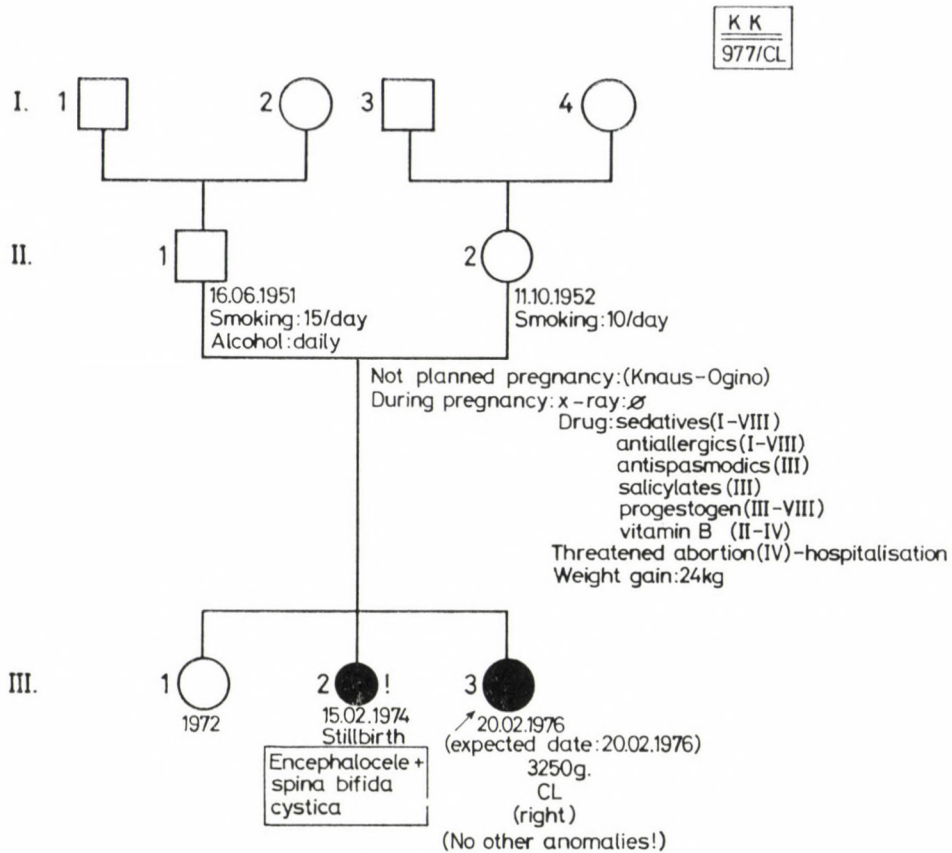 K K
977/CL
I. 1 2 3 4
II. 1 2
16.06.1951
Smoking:15/day
Alcohol:daily
11.10.1952
Smoking:10/day
Not planned pregnancy:(Knaus-Ogino)
During pregnancy: x-ray:ø
Drug:sedatives(I-VIII)
antiallergics(I-VIII)
antispasmodics(III)
salicylates(III)
progestogen(III-VIII)
vitamin B (II-IV)
Threatened abortion(IV)-hospitalisation
Weight gain:24kg
III. 1 2 ! 3
1972
15.02.1974
Stillbirth
Encephalocele+
spina bifida
cystica
20.02.1976
(expected date:20.02.1976)
3250g.
CL
(right)
(No other anomalies!)